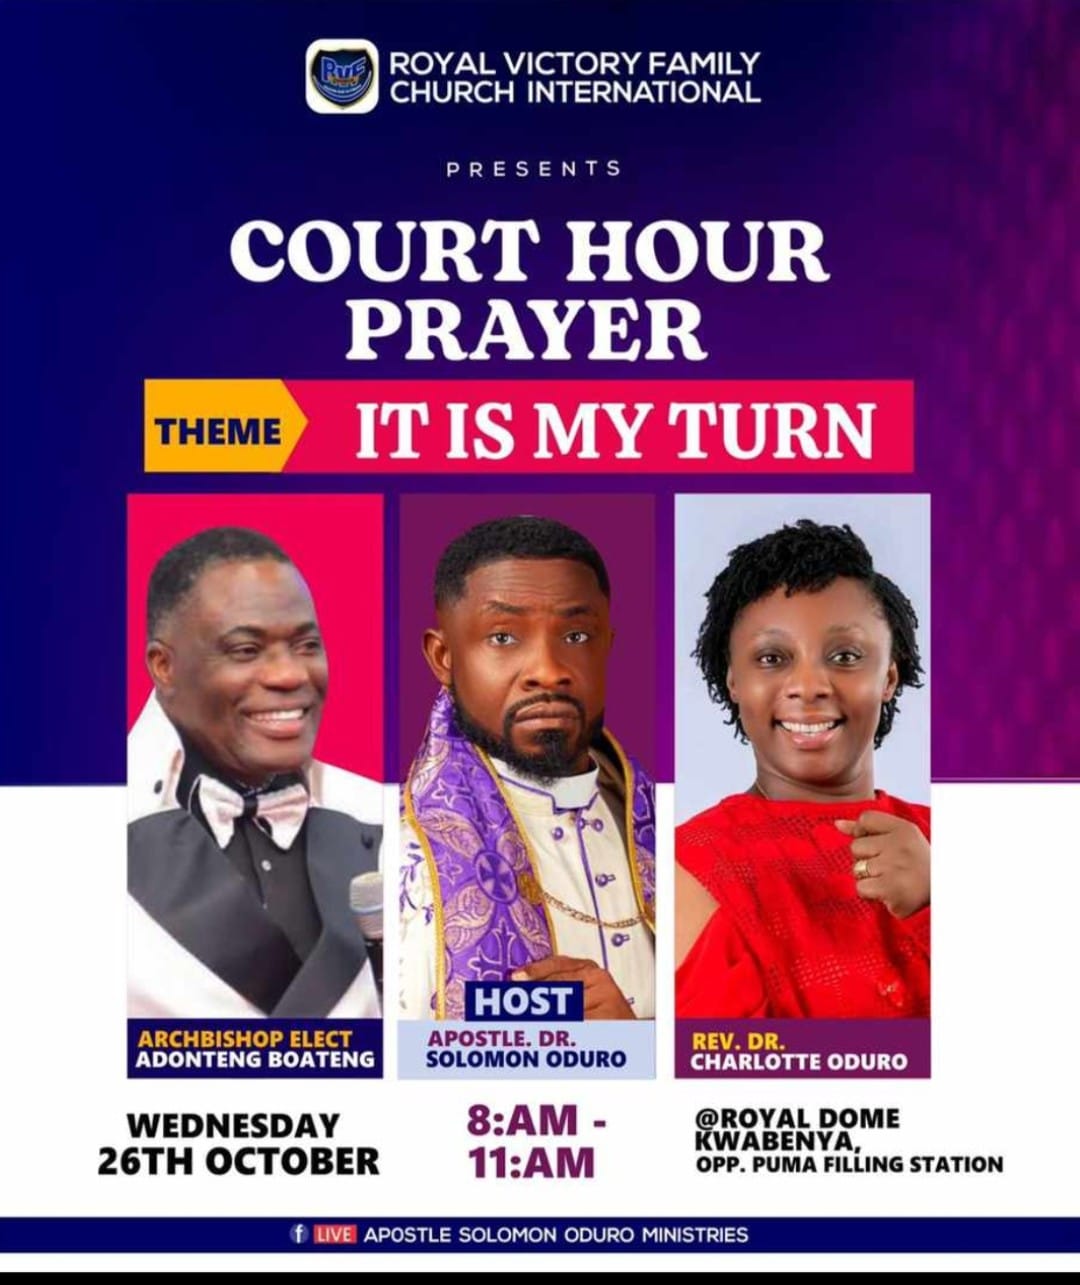 RVF
ROYAL VICTORY FAMILY
CHURCH INTERNATIONAL
PRESENTS
COURT HOUR
PRAYER
THEME
IT IS MY TURN
ARCHBISHOP ELECT
ADONTENG BOATENG
HOST
APOSTLE. DR.
SOLOMON ODURO
REV. DR.
CHARLOTTE ODURO
WEDNESDAY
26TH OCTOBER
8:AM -
11:AM
@ROYAL DOME
KWABENYA,
OPP. PUMA FILLING STATION
f LIVE APOSTLE SOLOMON ODURO MINISTRIES